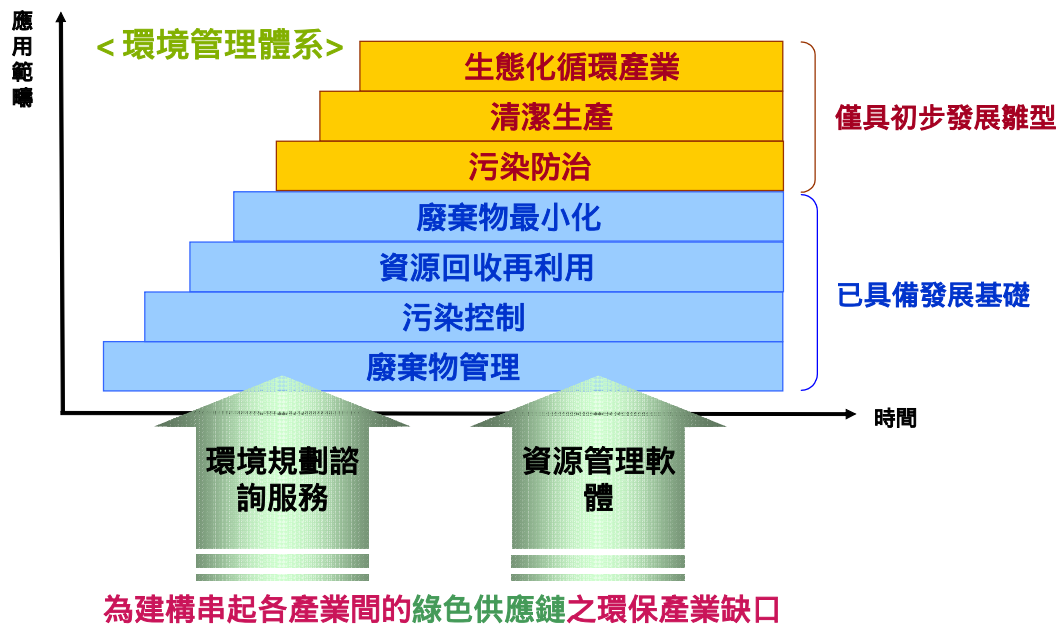 應用範疇
<環境管理體系>
生態化循環產業
清潔生產
污染防治
僅具初步發展雛型
廢棄物最小化
資源回收再利用
污染控制
廢棄物管理
已具備發展基礎
時間
環境規劃諮
詢服務
資源管理軟
體
為建構串起各產業間的綠色供應鏈之環保產業缺口